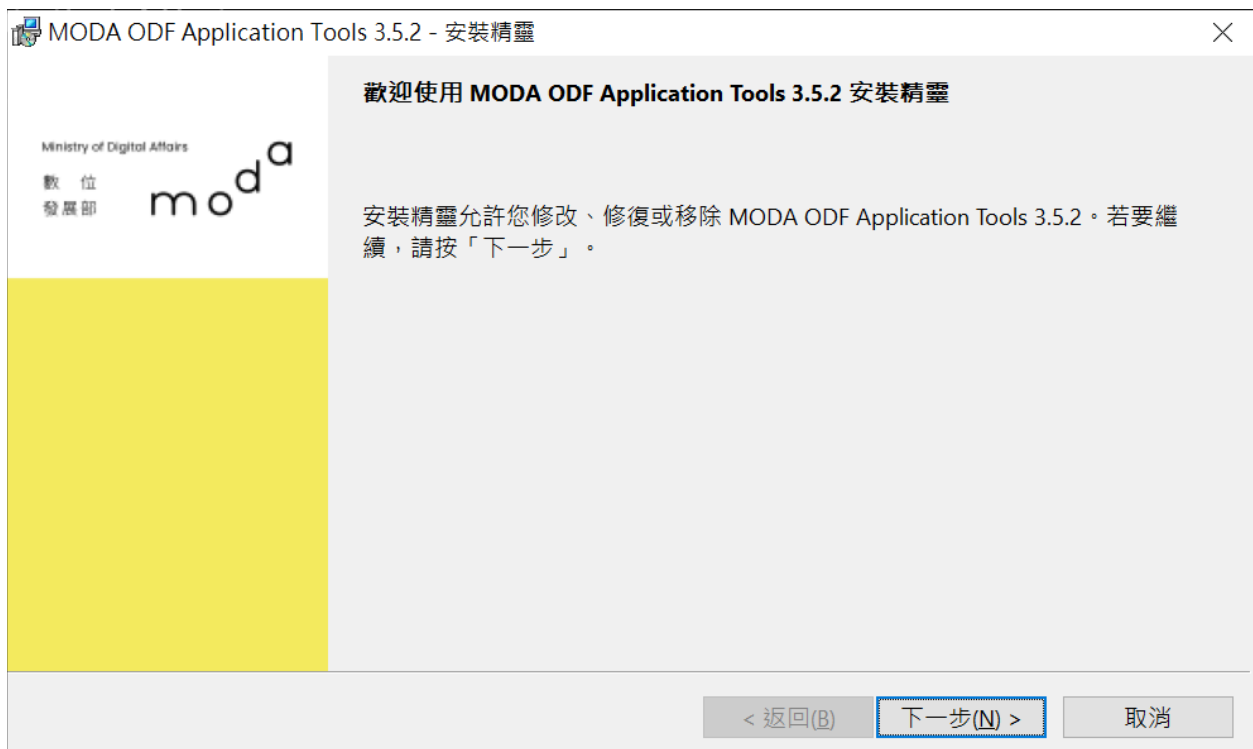 MODA ODF Application Tools 3.5.2 - 安裝精靈
歡迎使用 MODA ODF Application Tools 3.5.2 安裝精靈
Ministry of Digital Affairs
數位
發展部
moda
安裝精靈允許您修改、修復或移除 MODA ODF Application Tools 3.5.2。若要繼
續，請按「下一步」。
< 返回(B)
下一步(N) >
取消